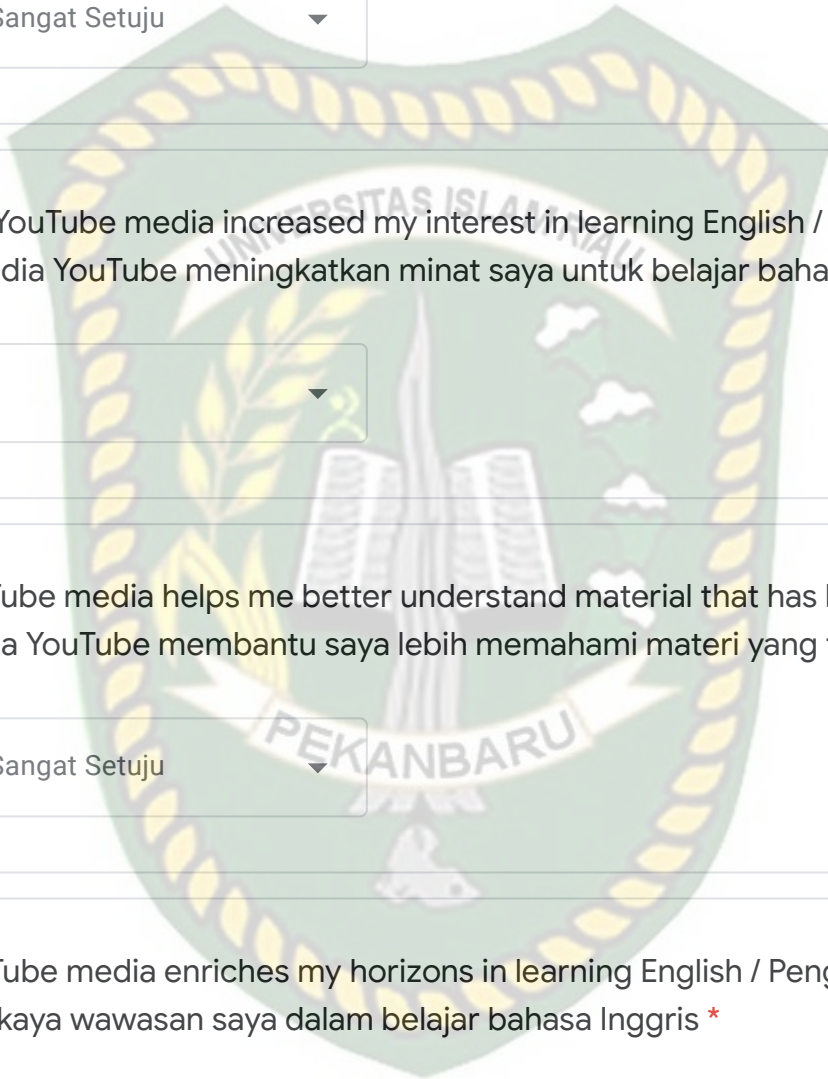 Sangat Setuju
UNIVERSITAS ISLAM RIAU
YouTube media increased my interest in learning English /
dia YouTube meningkatkan minat saya untuk belajar baha
Tube media helps me better understand material that has
a YouTube membantu saya lebih memahami materi yang
Sangat Setuju
PEKANBARU
Tube media enriches my horizons in learning English / Peng
kaya wawasan saya dalam belajar bahasa Inggris *